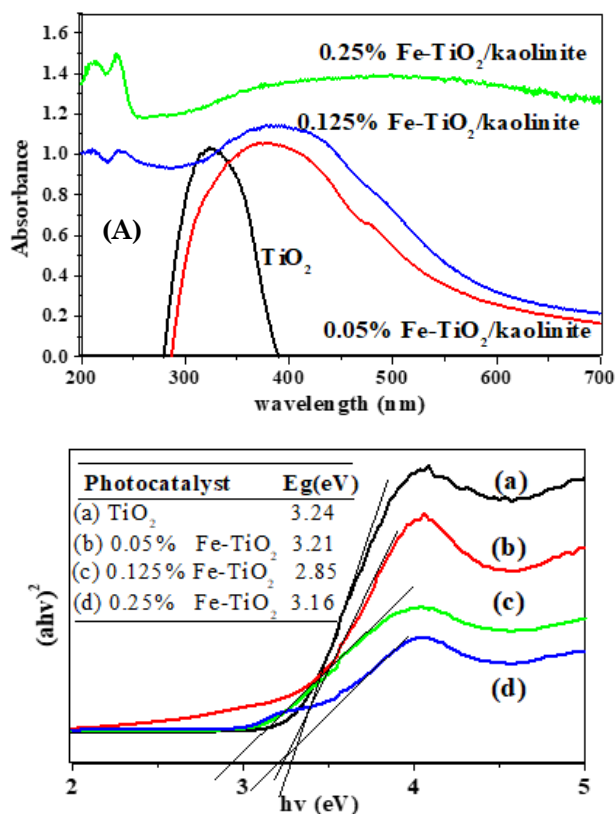 1.6
1.4
1.2
1.0
0.8
0.6
0.4
0.2
0.0
Absorbance
0.25% Fe-TiO₂/kaolinite
0.125% Fe-TiO₂/kaolinite
(A)
TiO₂
0.05% Fe-TiO₂/kaolinite
200 300 400 500 600 700
wavelength (nm)
Photocatalyst Eg(eV)
(a) TiO₂ 3.24
(b) 0.05% Fe-TiO₂ 3.21
(c) 0.125% Fe-TiO₂ 2.85
(d) 0.25% Fe-TiO₂ 3.16
(a)
(b)
(c)
(d)
(ahv)²
2 3 4 5
hv (eV)